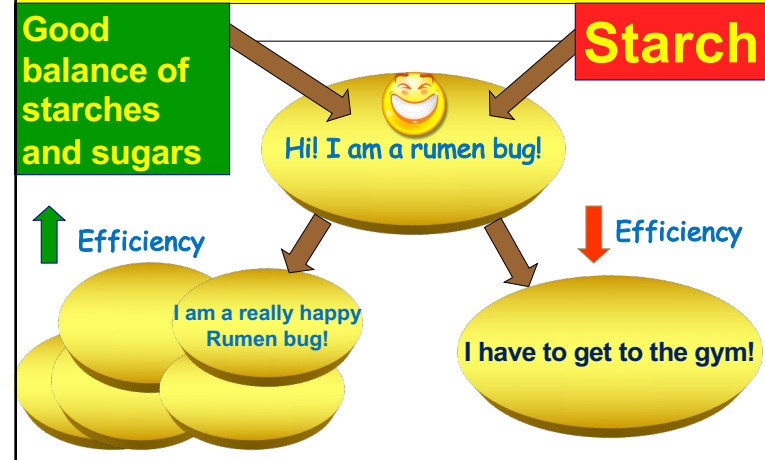 Good
balance of
starches
and sugars
Starch
Hi! I am a rumen bug!
Efficiency
Efficiency
I am a really happy
Rumen bug!
I have to get to the gym!